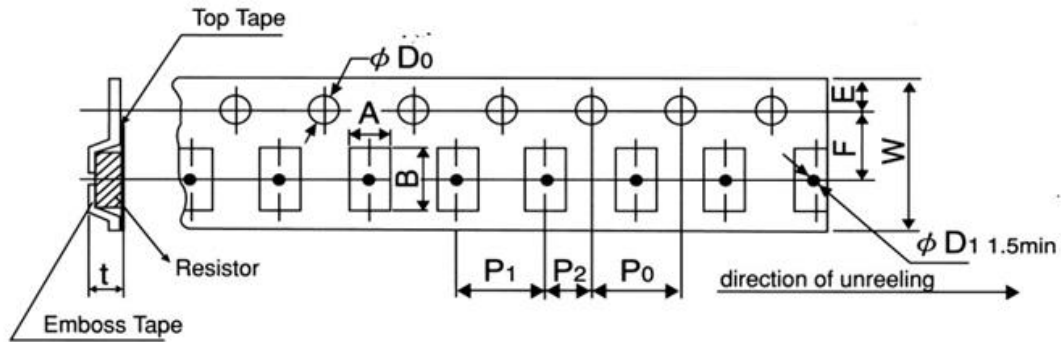 Top Tape
φ D0
A
B
E
F
W
φ D1 1.5min
P1
P2
P0
direction of unreeling
t
Resistor
Emboss Tape